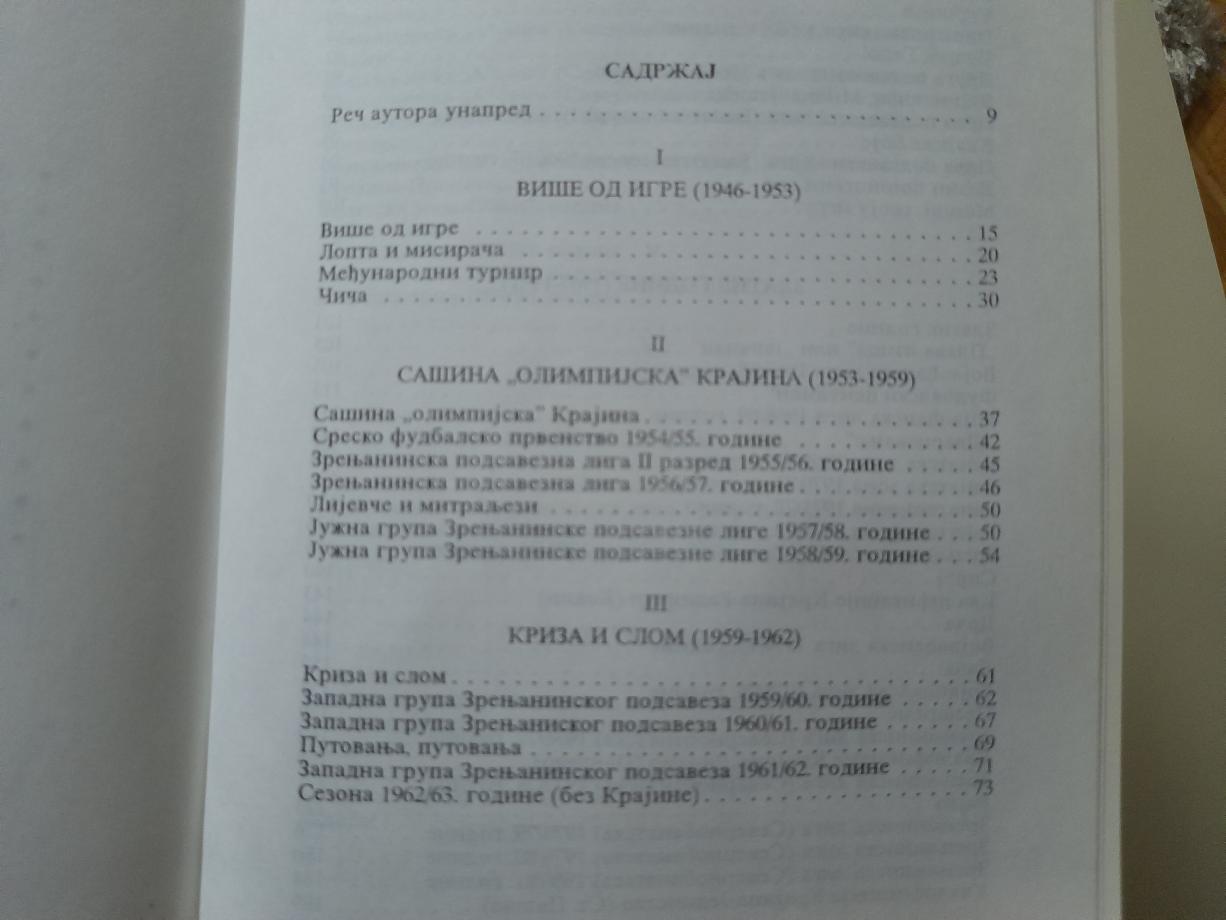 САДРЖАЈ
Реч аутора унапред . . . . . . . . . . . . . . . . . . . . . . . . . . . . . 9
I
ВИШЕ ОД ИГРЕ (1946-1953)
Више од игре . . . . . . . . . . . . . . . . . . . . . . . . . . . . . . . . . 15
Лопта и мисирача . . . . . . . . . . . . . . . . . . . . . . . . . . . . . . 20
Међународни турнир . . . . . . . . . . . . . . . . . . . . . . . . . . . . 23
Чича . . . . . . . . . . . . . . . . . . . . . . . . . . . . . . . . . . . . . . . 30
II
САШИНА „ОЛИМПИЈСКА” КРАЈИНА (1953-1959)
Сашина „олимпијска” Крајина . . . . . . . . . . . . . . . . . . . . . . 37
Среско фудбалско првенство 1954/55. године . . . . . . . . . . . . 42
Зрењанинска подсавезна лига II разред 1955/56. године . . . . . 45
Зрењанинска подсавезна лига 1956/57. године . . . . . . . . . . . . 46
Лијевче и митраљези . . . . . . . . . . . . . . . . . . . . . . . . . . . . 50
Јужна група Зрењанинске подсавезне лиге 1957/58. године . . . 50
Јужна група Зрењанинске подсавезне лиге 1958/59. године . . . 54
III
КРИЗА И СЛОМ (1959-1962)
Криза и слом . . . . . . . . . . . . . . . . . . . . . . . . . . . . . . . . . . 61
Западна група Зрењанинског подсавеза 1959/60. године . . . . . 62
Западна група Зрењаниског подсавеза 1960/61. године . . . . . . 67
Путовања, путовања . . . . . . . . . . . . . . . . . . . . . . . . . . . . . 69
Западна група Зрењанинског подсавеза 1961/62. године . . . . . 71
Сезона 1962/63. године (без Крајине) . . . . . . . . . . . . . . . . . . 73